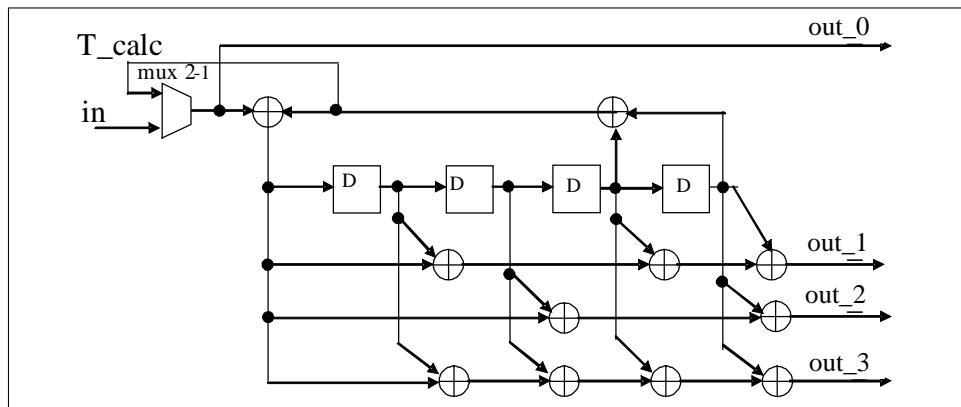 out_0
T_calc
mux 2-1
in
D D D D
out_1
out_2
out_3